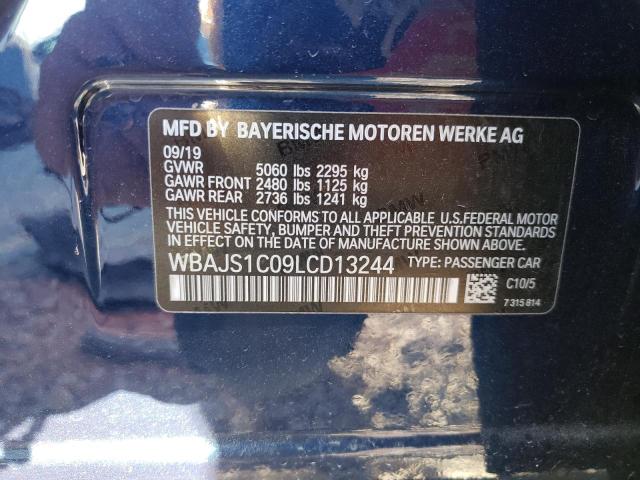 MFD BY BAYERISCHE MOTOREN WERKE AG
09/19
GVWR 5060 lbs 2295 kg
GAWR FRONT 2480 lbs 1125 kg
GAWR REAR 2736 lbs 1241 kg
THIS VEHICLE CONFORMS TO ALL APPLICABLE U.S.FEDERAL MOTOR
VEHICLE SAFETY, BUMPER AND THEFT PREVENTION STANDARDS
IN EFFECT ON THE DATE OF MANUFACTURE SHOWN ABOVE.
WBAJS1C09LCD13244 TYPE: PASSENGER CAR
C10/5
7 315 814